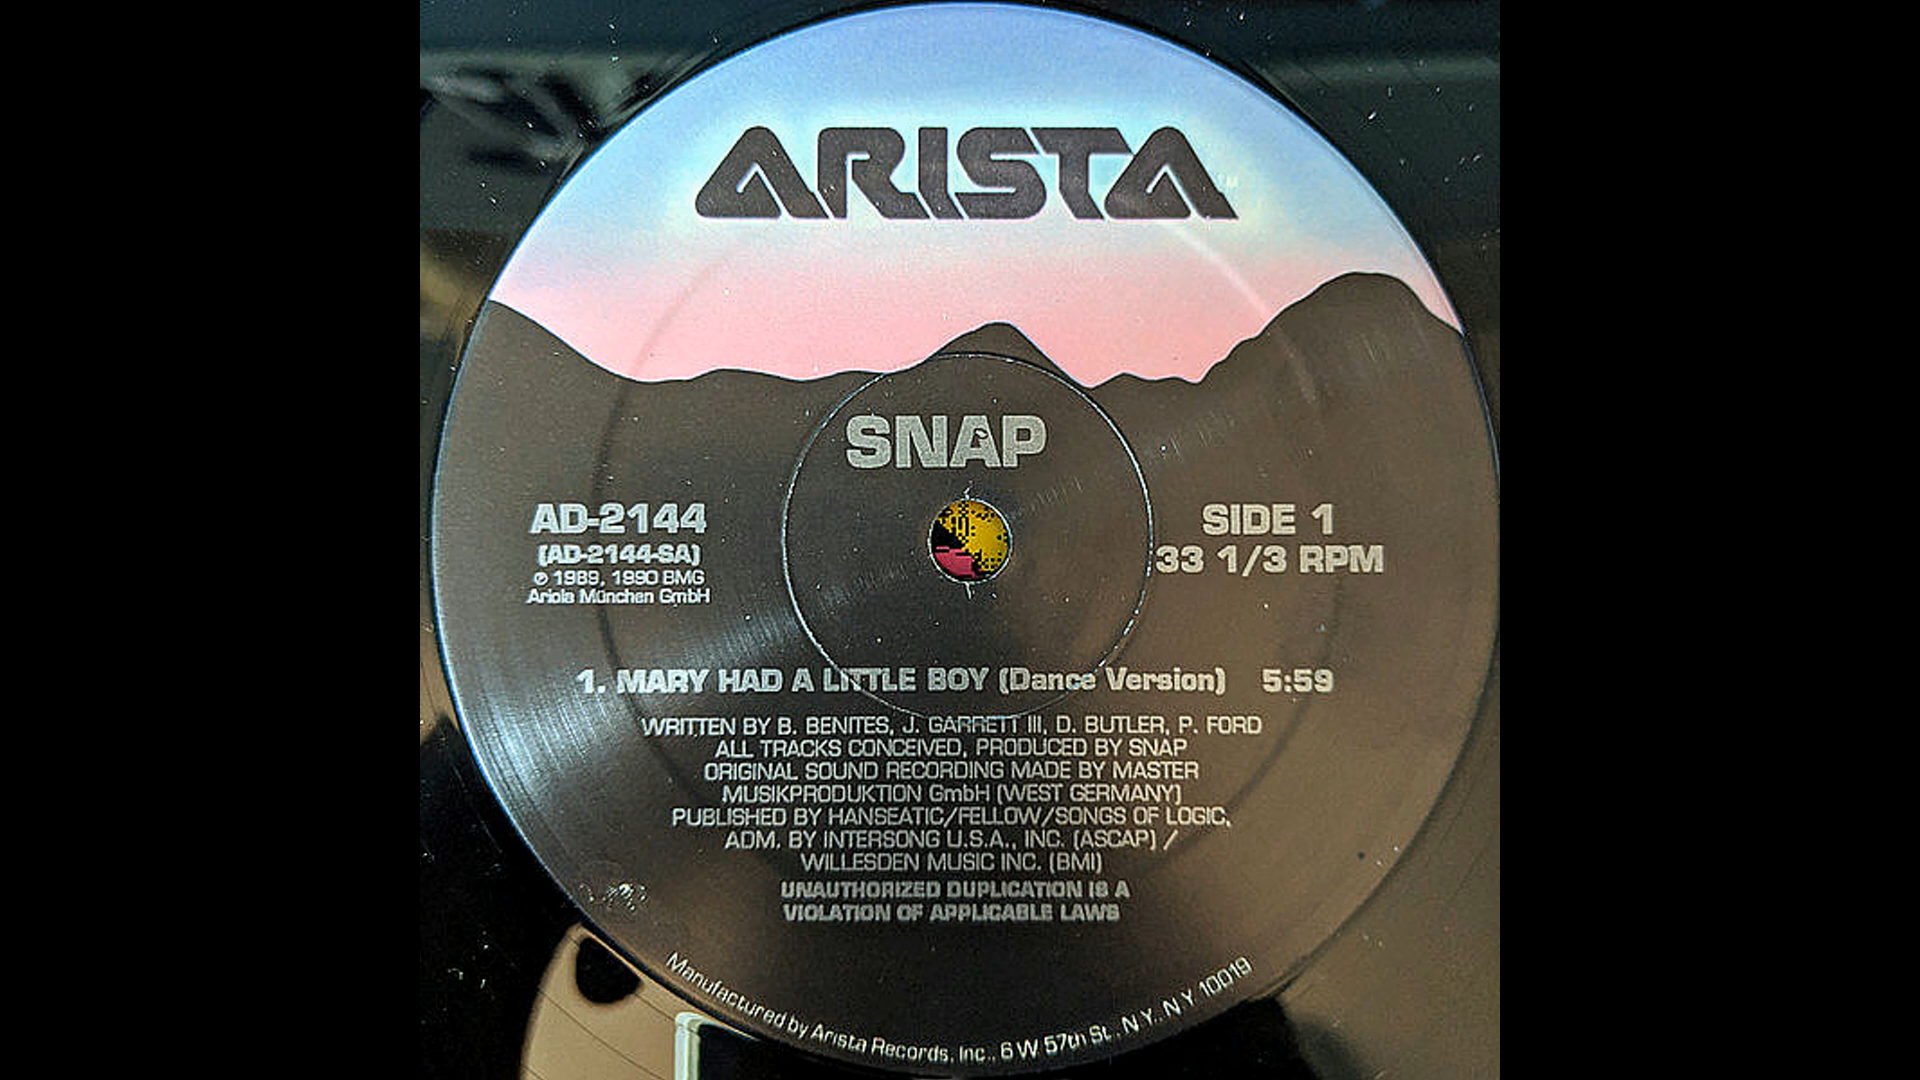 ARISTA™
SNAP
AD-2144
(AD-2144-SA)
℗ 1989, 1990 BMG
Ariola München GmbH
SIDE 1
33 1/3 RPM
1. MARY HAD A LITTLE BOY (Dance Version) 5:59
WRITTEN BY B. BENITES, J. GARRETT III, D. BUTLER, P. FORD
ALL TRACKS CONCEIVED, PRODUCED BY SNAP
ORIGINAL SOUND RECORDING MADE BY MASTER
MUSIKPRODUKTION GmbH (WEST GERMANY)
PUBLISHED BY HANSEATIC/FELLOW/SONGS OF LOGIC,
ADM. BY INTERSONG U.S.A., INC. (ASCAP) /
WILLESDEN MUSIC INC. (BMI)
UNAUTHORIZED DUPLICATION IS A
VIOLATION OF APPLICABLE LAWS
Manufactured by Arista Records, Inc., 6 W 57th St., N.Y., N.Y. 10019